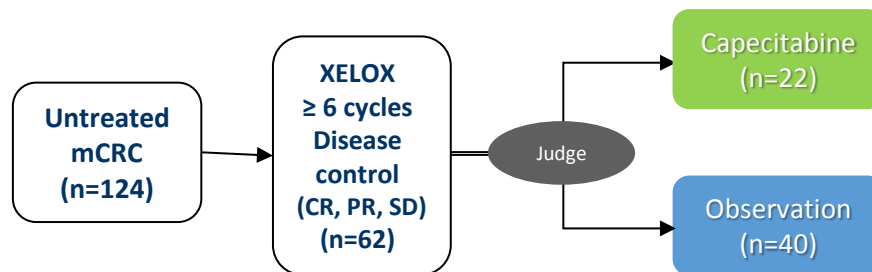 Untreated
mCRC
(n=124)
XELOX
≥ 6 cycles
Disease
control
(CR, PR, SD)
(n=62)
Judge
Capecitabine
(n=22)
Observation
(n=40)